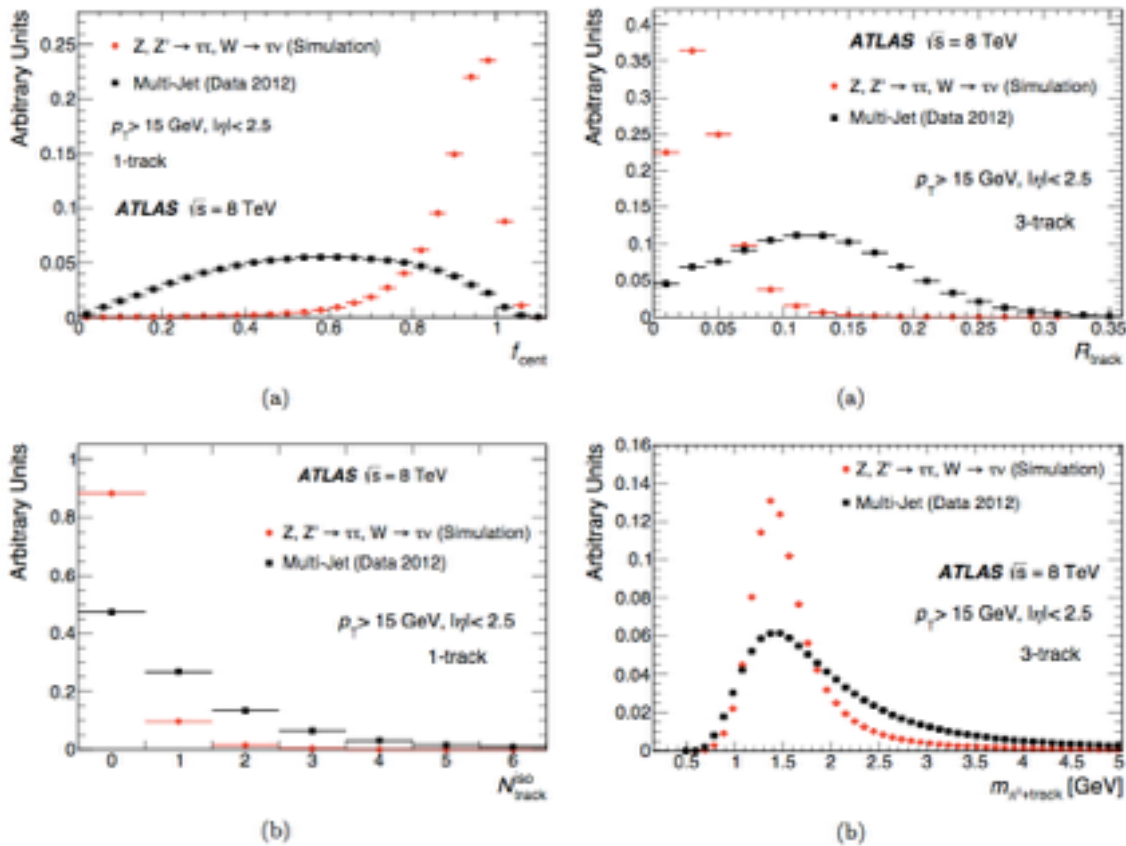 Arbitrary Units
0.25
0.2
0.15
0.1
0.05
0
Z, Z' → ττ, W → τν (Simulation)
Multi-Jet (Data 2012)
p_T > 15 GeV, |η| < 2.5
1-track
ATLAS √s = 8 TeV
0 0.2 0.4 0.6 0.8 1
f_cent
(a)
Arbitrary Units
0.4
0.35
0.3
0.25
0.2
0.15
0.1
0.05
0
ATLAS √s = 8 TeV
Z, Z' → ττ, W → τν (Simulation)
Multi-Jet (Data 2012)
p_T > 15 GeV, |η| < 2.5
3-track
0 0.05 0.1 0.15 0.2 0.25 0.3 0.35
R_track
(a)
Arbitrary Units
1
0.8
0.6
0.4
0.2
0
ATLAS √s = 8 TeV
Z, Z' → ττ, W → τν (Simulation)
Multi-Jet (Data 2012)
p_T > 15 GeV, |η| < 2.5
1-track
0 1 2 3 4 5 6
N_track^iso
(b)
Arbitrary Units
0.16
0.14
0.12
0.1
0.08
0.06
0.04
0.02
0
Z, Z' → ττ, W → τν (Simulation)
Multi-Jet (Data 2012)
ATLAS √s = 8 TeV
p_T > 15 GeV, |η| < 2.5
3-track
0.5 1 1.5 2 2.5 3 3.5 4 4.5 5
m_π⁰+track [GeV]
(b)